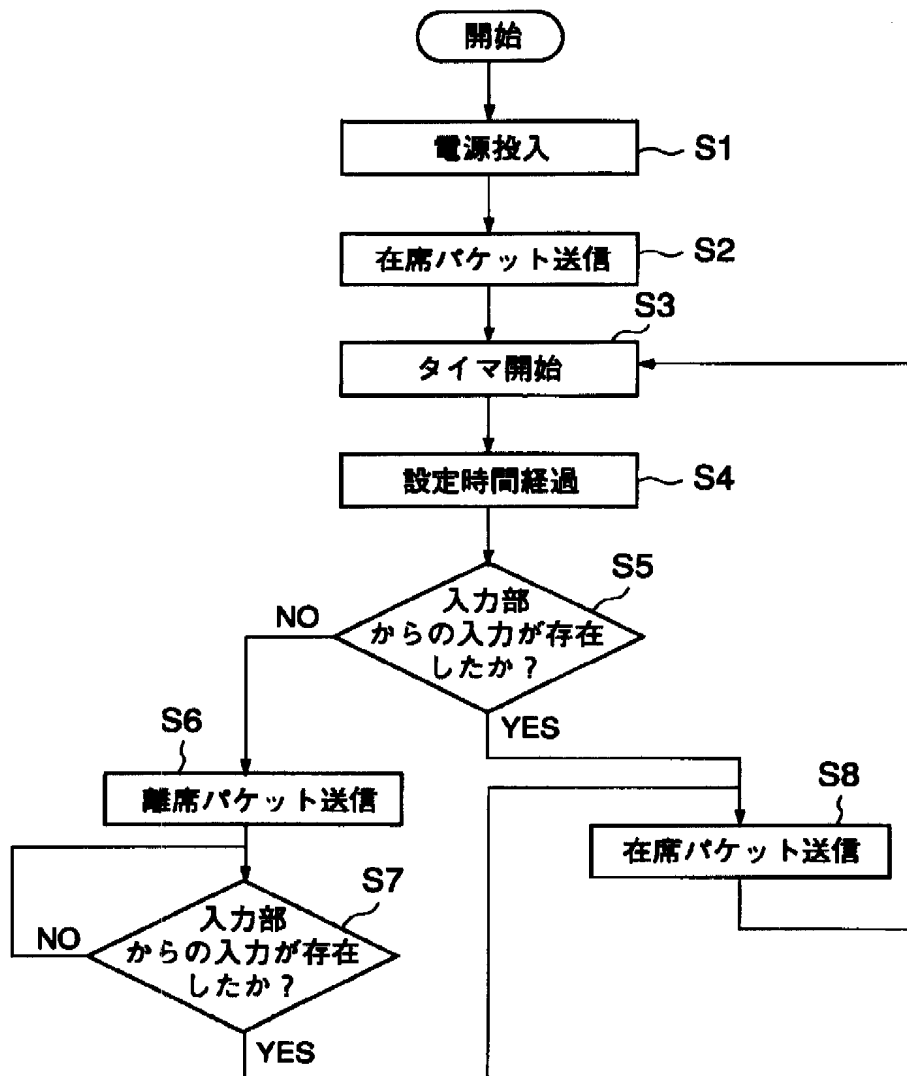 開始
電源投入
S1
在席パケット送信
S2
S3
タイマ開始
設定時間経過
S4
S5
入力部
からの入力が存在
したか？
NO
YES
S6
離席パケット送信
S8
在席パケット送信
S7
入力部
からの入力が存在
したか？
NO
YES